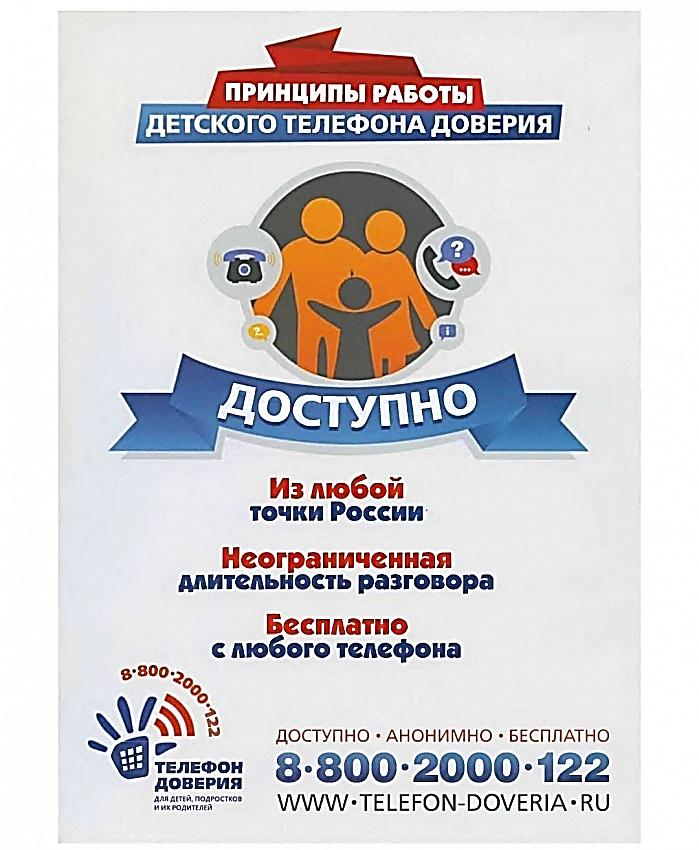 ПРИНЦИПЫ РАБОТЫ
ДЕТСКОГО ТЕЛЕФОНА ДОВЕРИЯ
?
...
2
i
ДОСТУПНО
Из любой
точки России
Неограниченная
длительность разговора
Бесплатно
с любого телефона
8·800·2000·122
ТЕЛЕФОН
ДОВЕРИЯ
ДЛЯ ДЕТЕЙ, ПОДРОСТКОВ
И ИХ РОДИТЕЛЕЙ
ДОСТУПНО · АНОНИМНО · БЕСПЛАТНО
8·800·2000·122
WWW·TELEFON-DOVERIA·RU